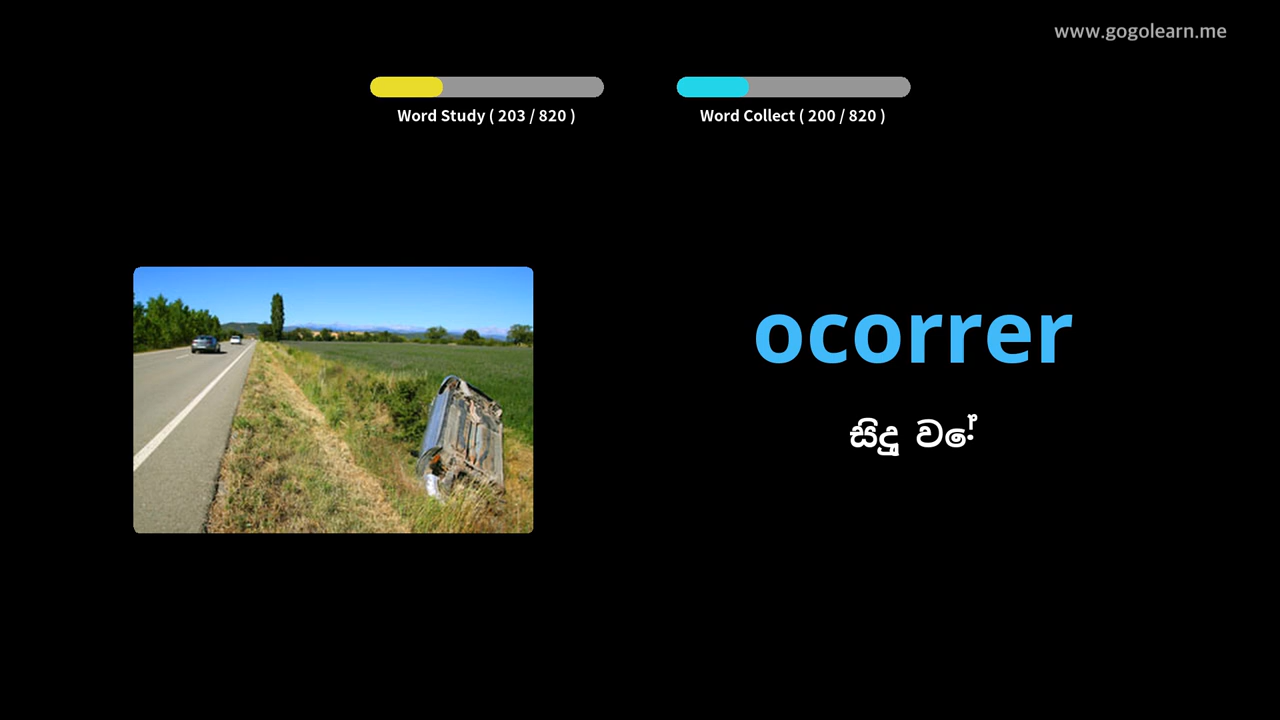 www.gogolearn.me
Word Study ( 203 / 820 )
Word Collect ( 200 / 820 )
ocorrer
සිදු වේ.